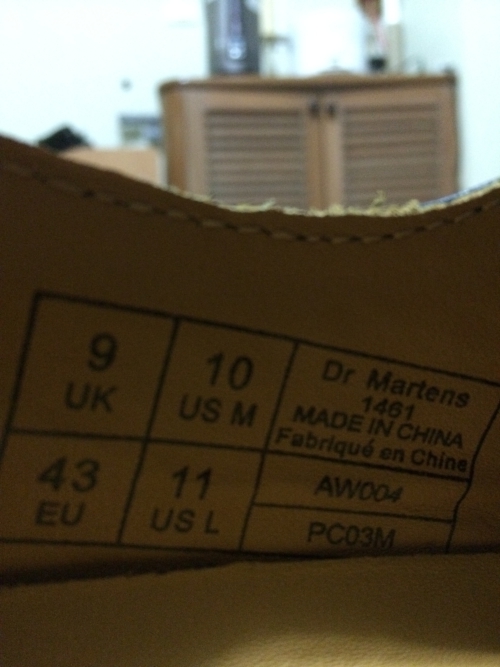 9
UK
10
US M
43
EU
11
US L
Dr Martens
1461
MADE IN CHINA
Fabriqué en Chine
AW004
PC03M